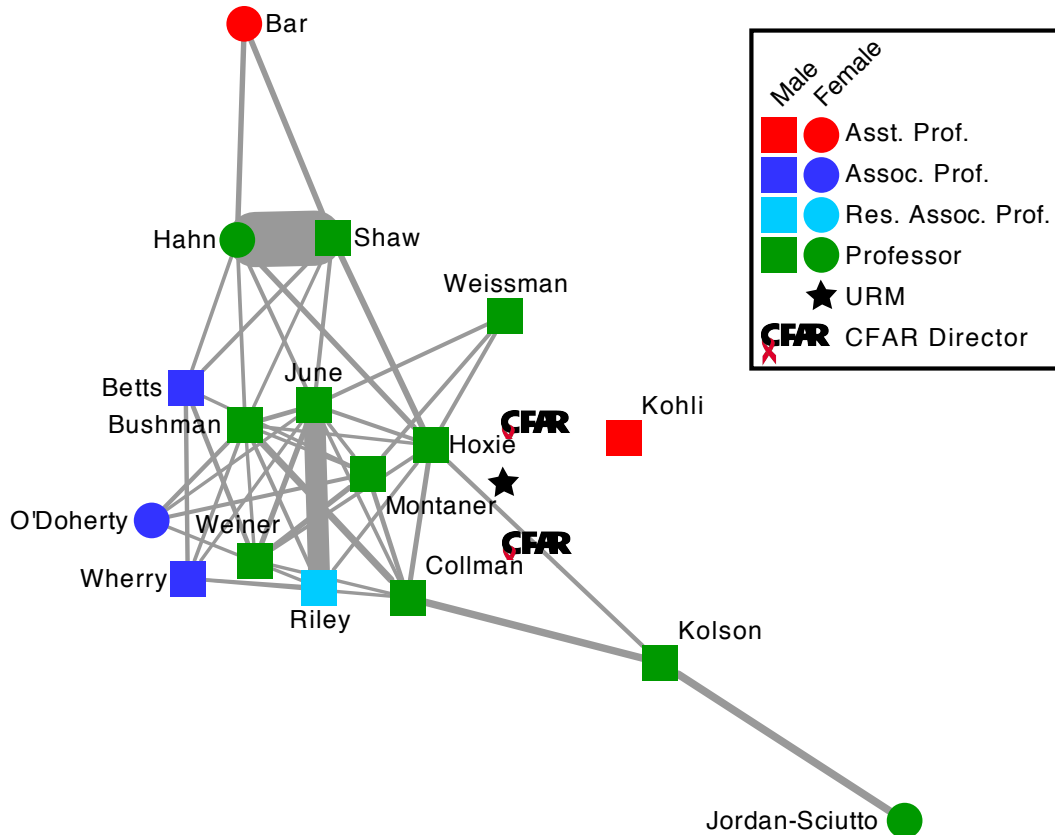 Bar
Male
Female
Asst. Prof.
Assoc. Prof.
Res. Assoc. Prof.
Professor
URM
CFAR
CFAR Director
Hahn
Shaw
Weissman
June
Betts
Bushman
Kohli
CFAR
Hoxie
Montaner
O'Doherty
Weiner
CFAR
Collman
Wherry
Riley
Kolson
Jordan-Sciutto